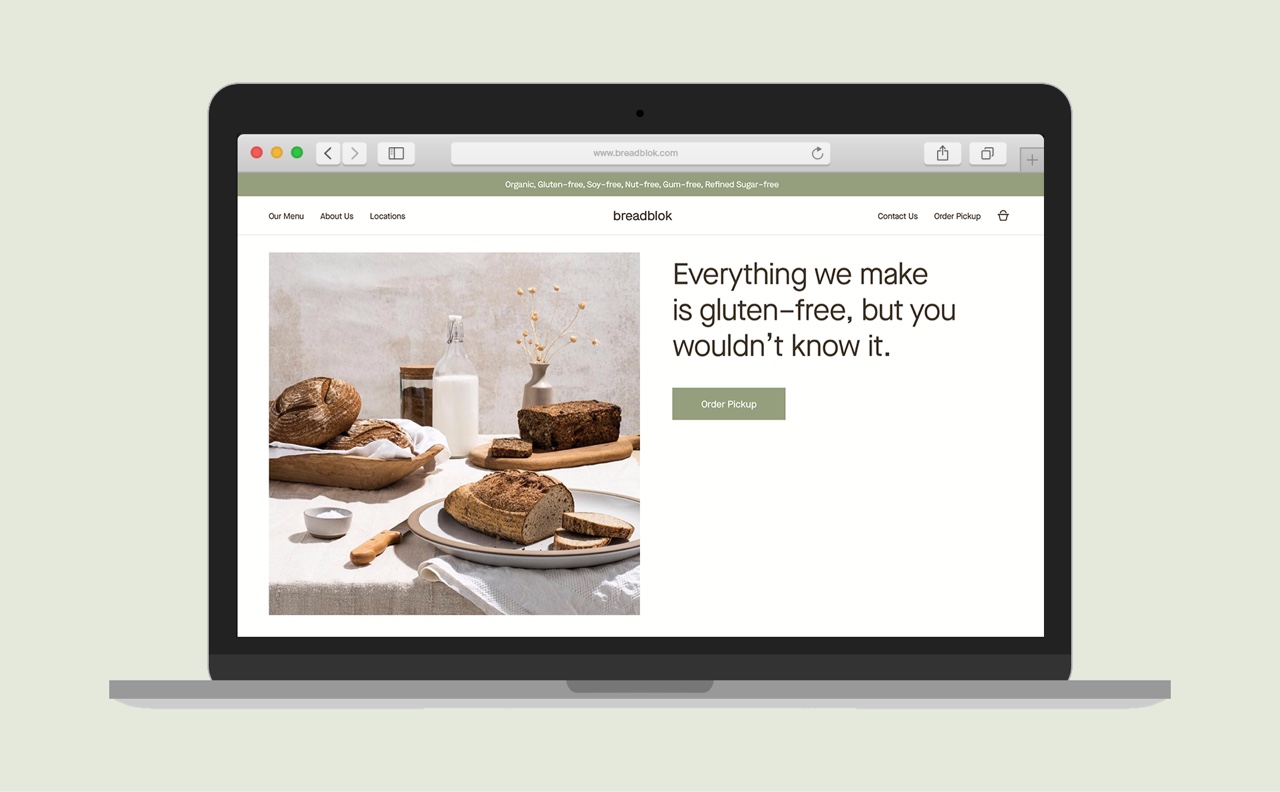 www.breadblok.com
Organic, Gluten-free, Soy-free, Nut-free, Gum-free, Refined Sugar-free
Our Menu
About Us
Locations
breadblok
Contact Us
Order Pickup
Everything we make
is gluten-free, but you
wouldn't know it.
Order Pickup